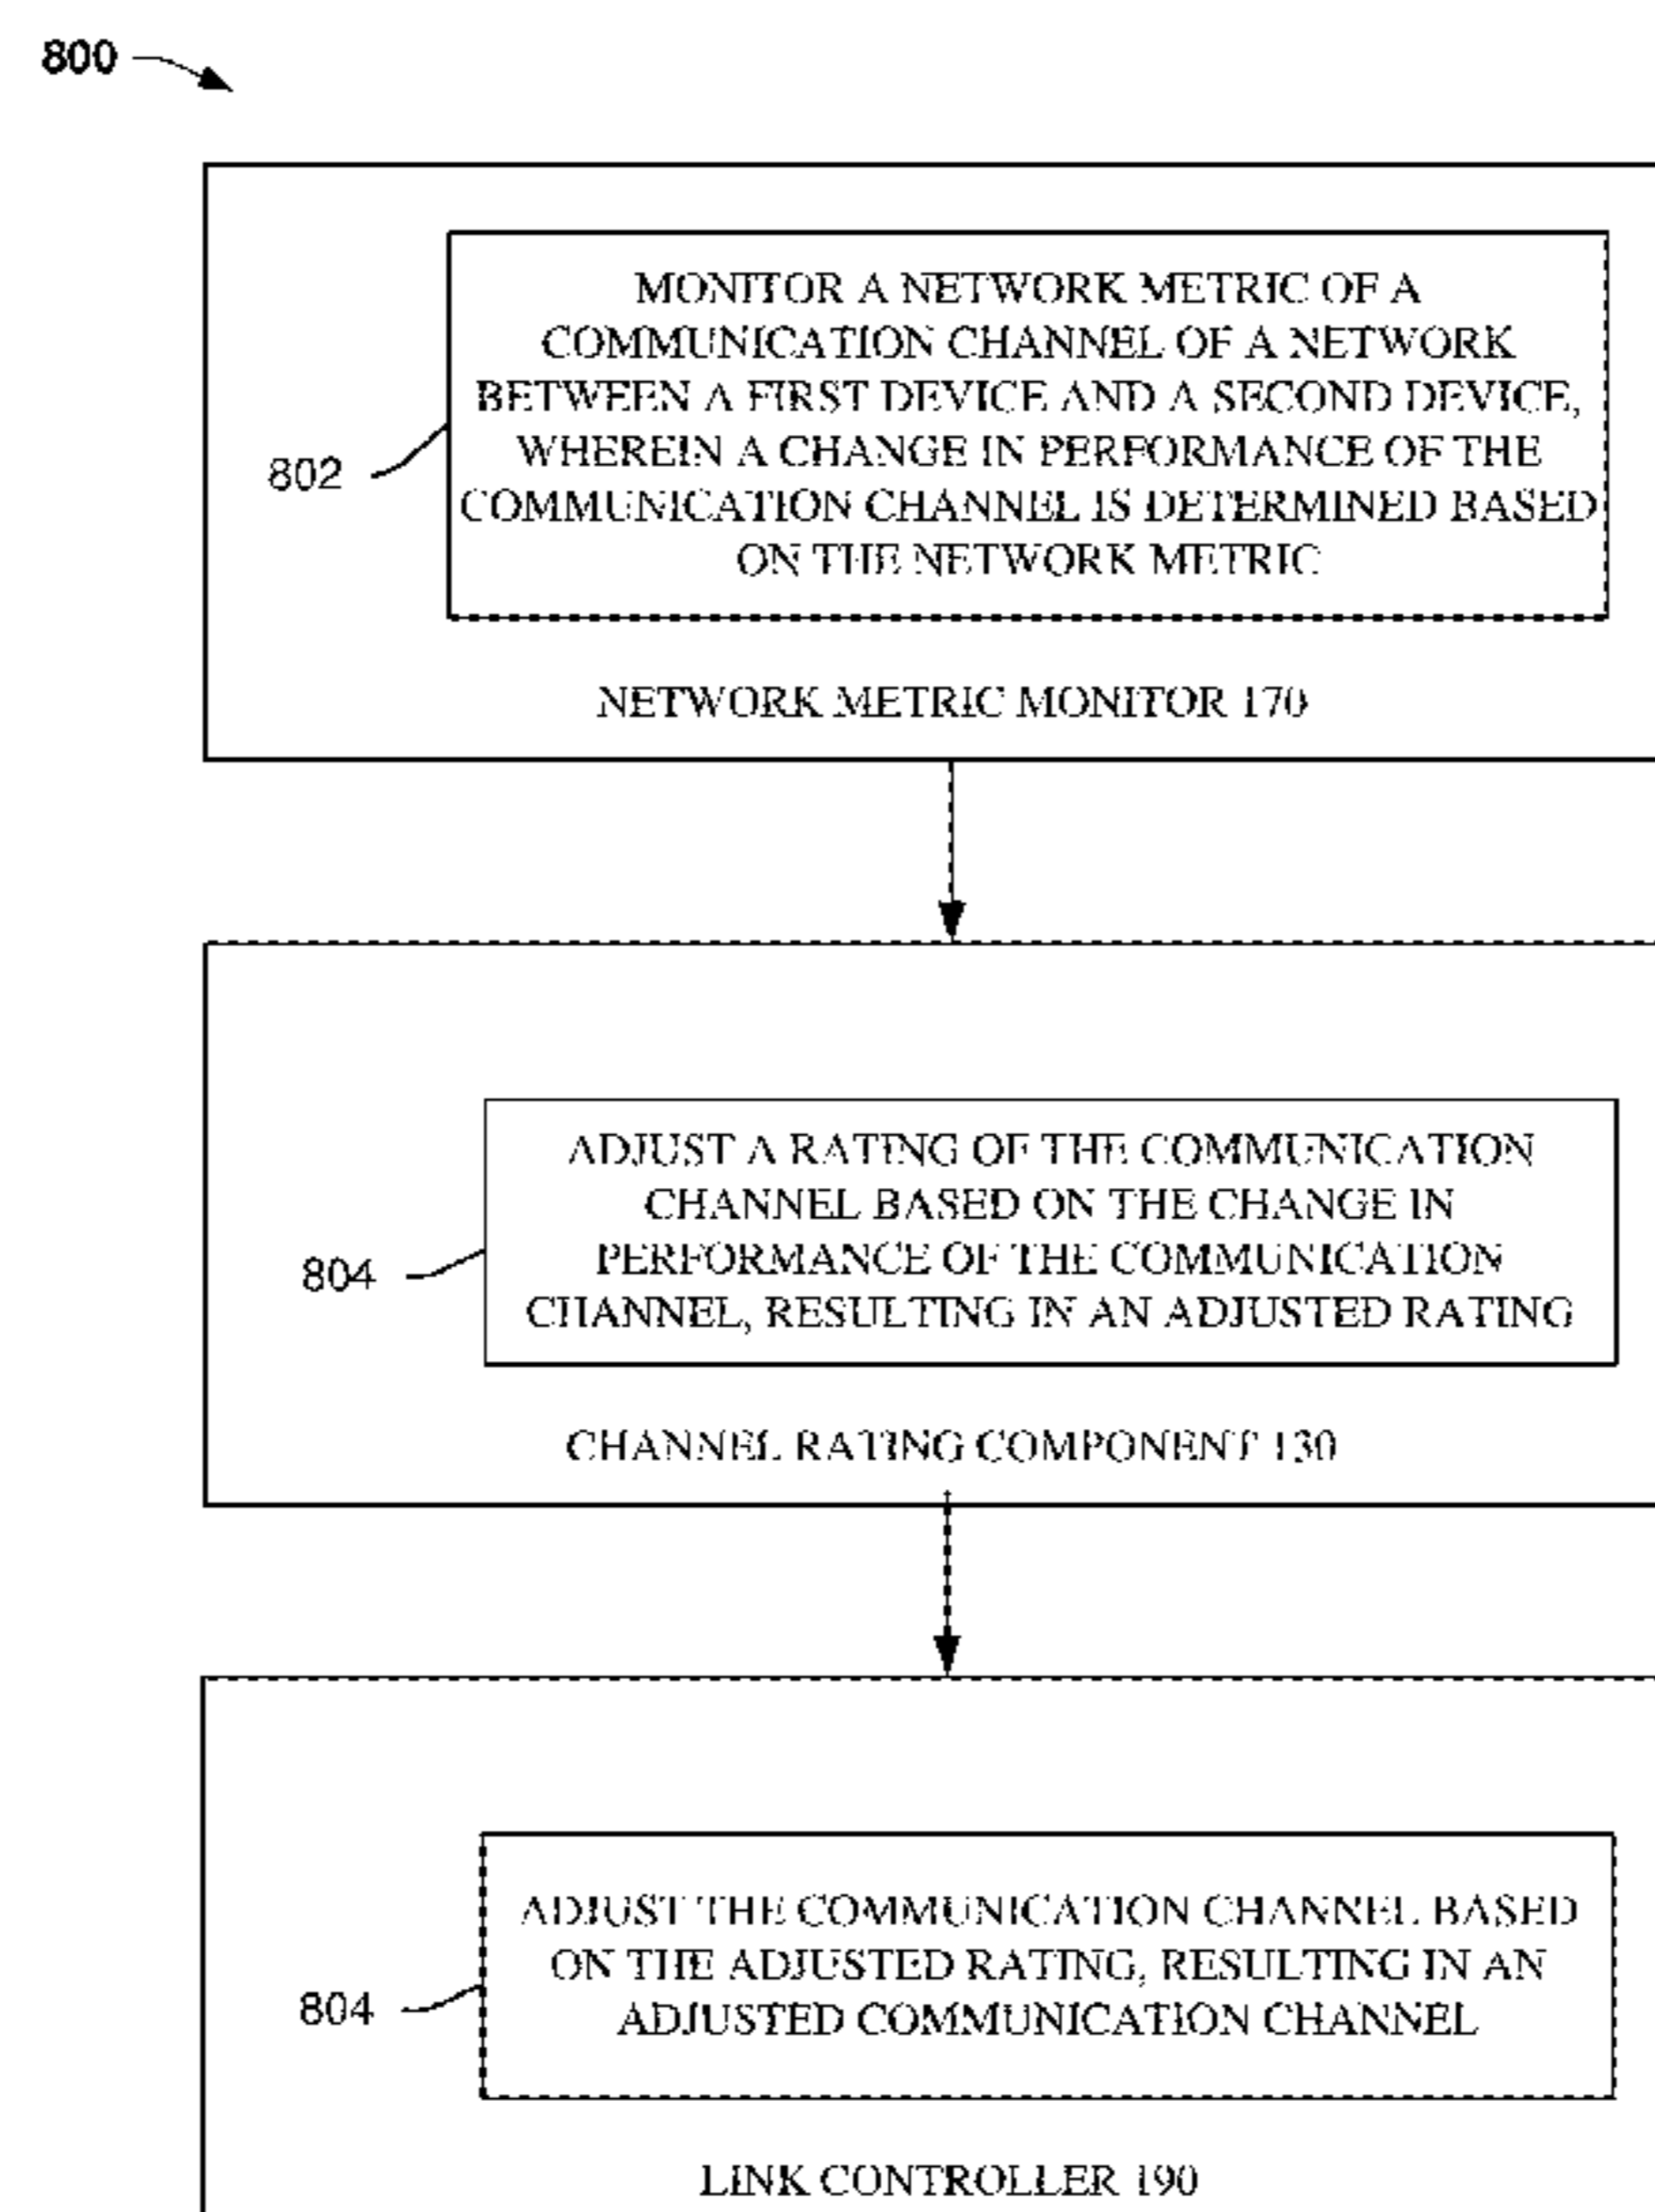 800
MONITOR A NETWORK METRIC OF A
COMMUNICATION CHANNEL OF A NETWORK
BETWEEN A FIRST DEVICE AND A SECOND DEVICE,
WHEREIN A CHANGE IN PERFORMANCE OF THE
COMMUNICATION CHANNEL IS DETERMINED BASED
ON THE NETWORK METRIC
802
NETWORK METRIC MONITOR 170
ADJUST A RATING OF THE COMMUNICATION
CHANNEL BASED ON THE CHANGE IN
PERFORMANCE OF THE COMMUNICATION
CHANNEL, RESULTING IN AN ADJUSTED RATING
804
CHANNEL RATING COMPONENT 130
ADJUST THE COMMUNICATION CHANNEL BASED
ON THE ADJUSTED RATING, RESULTING IN AN
ADJUSTED COMMUNICATION CHANNEL
804
LINK CONTROLLER 190